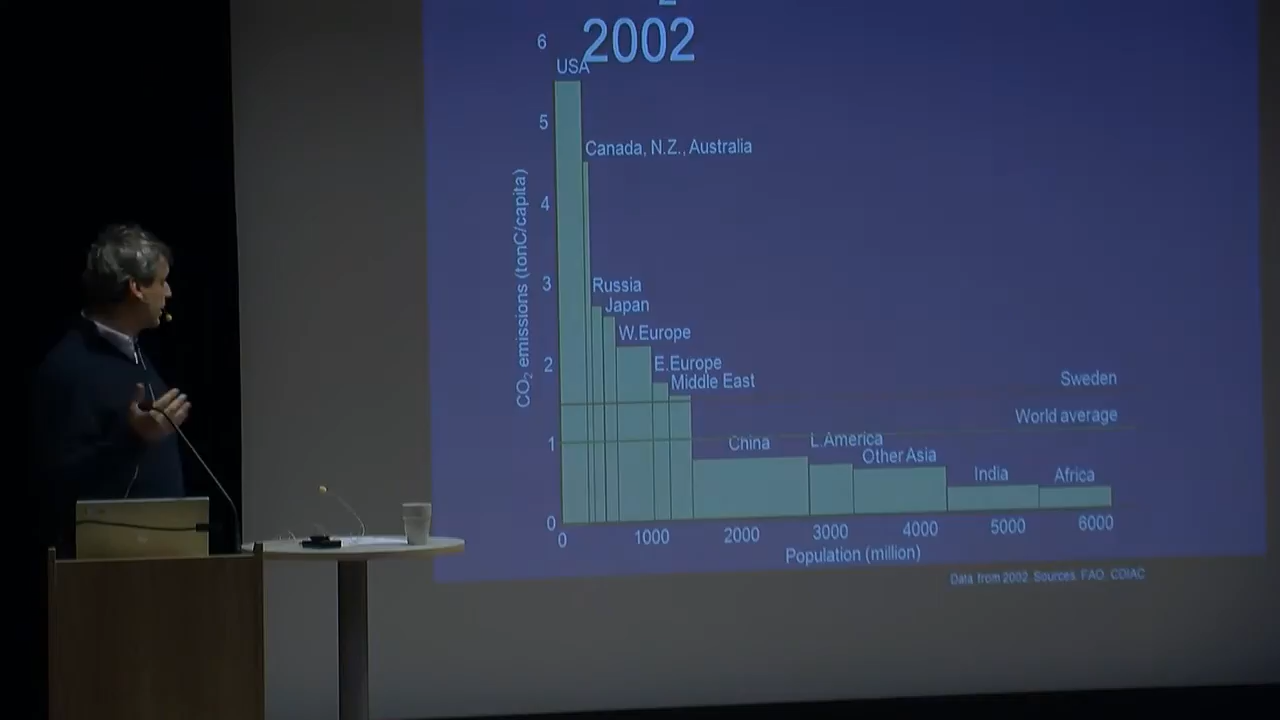 2002
6
USA
5
Canada, N.Z., Australia
4
CO2 emissions (tonC/capita)
3
Russia
Japan
W.Europe
2
E.Europe
Middle East
Sweden
World average
1
China
L.America
Other Asia
India
Africa
0
0 1000 2000 3000 4000 5000 6000
Population (million)
Data from 2002. Sources: FAO, CDIAC